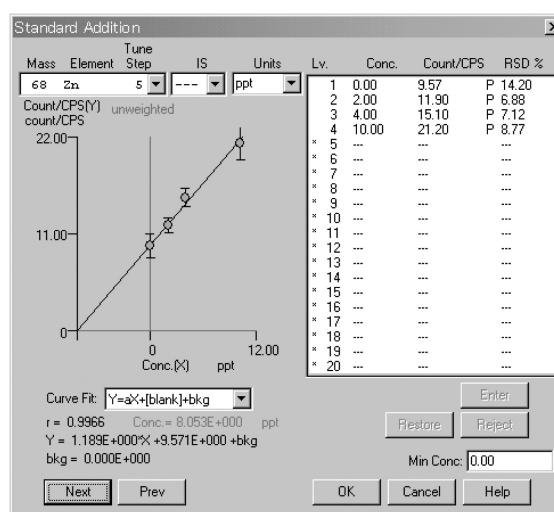 Standard Addition
Mass Element Tune Step IS Units
68 Zn 5 --- ppt
Count/CPS(Y) unweighted
count/CPS
22.00
11.00
0
0 12.00
Conc.(X) ppt
Lv. Conc. Count/CPS RSD %
1 0.00 9.57 P 14.20
2 2.00 11.90 P 6.88
3 4.00 15.10 P 7.12
4 10.00 21.20 P 8.77
* 5 --- --- ---
* 6 --- --- ---
* 7 --- --- ---
* 8 --- --- ---
* 9 --- --- ---
* 10 --- --- ---
* 11 --- --- ---
* 12 --- --- ---
* 13 --- --- ---
* 14 --- --- ---
* 15 --- --- ---
* 16 --- --- ---
* 17 --- --- ---
* 18 --- --- ---
* 19 --- --- ---
* 20 --- --- ---
Curve Fit: Y=aX+[blank]+bkg
r = 0.9966 Conc.= 8.053E+000 ppt
Y = 1.189E+000*X +9.571E+000 +bkg
bkg = 0.000E+000
Enter
Restore Reject
Min Conc: 0.00
Next Prev OK Cancel Help